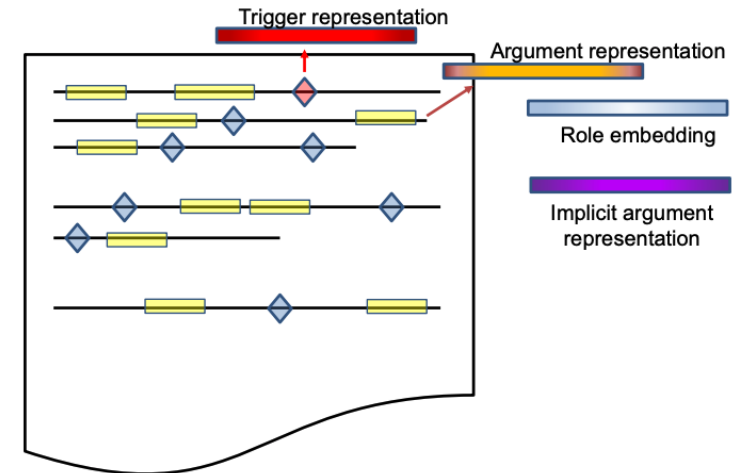 Trigger representation
Argument representation
Role embedding
Implicit argument
representation